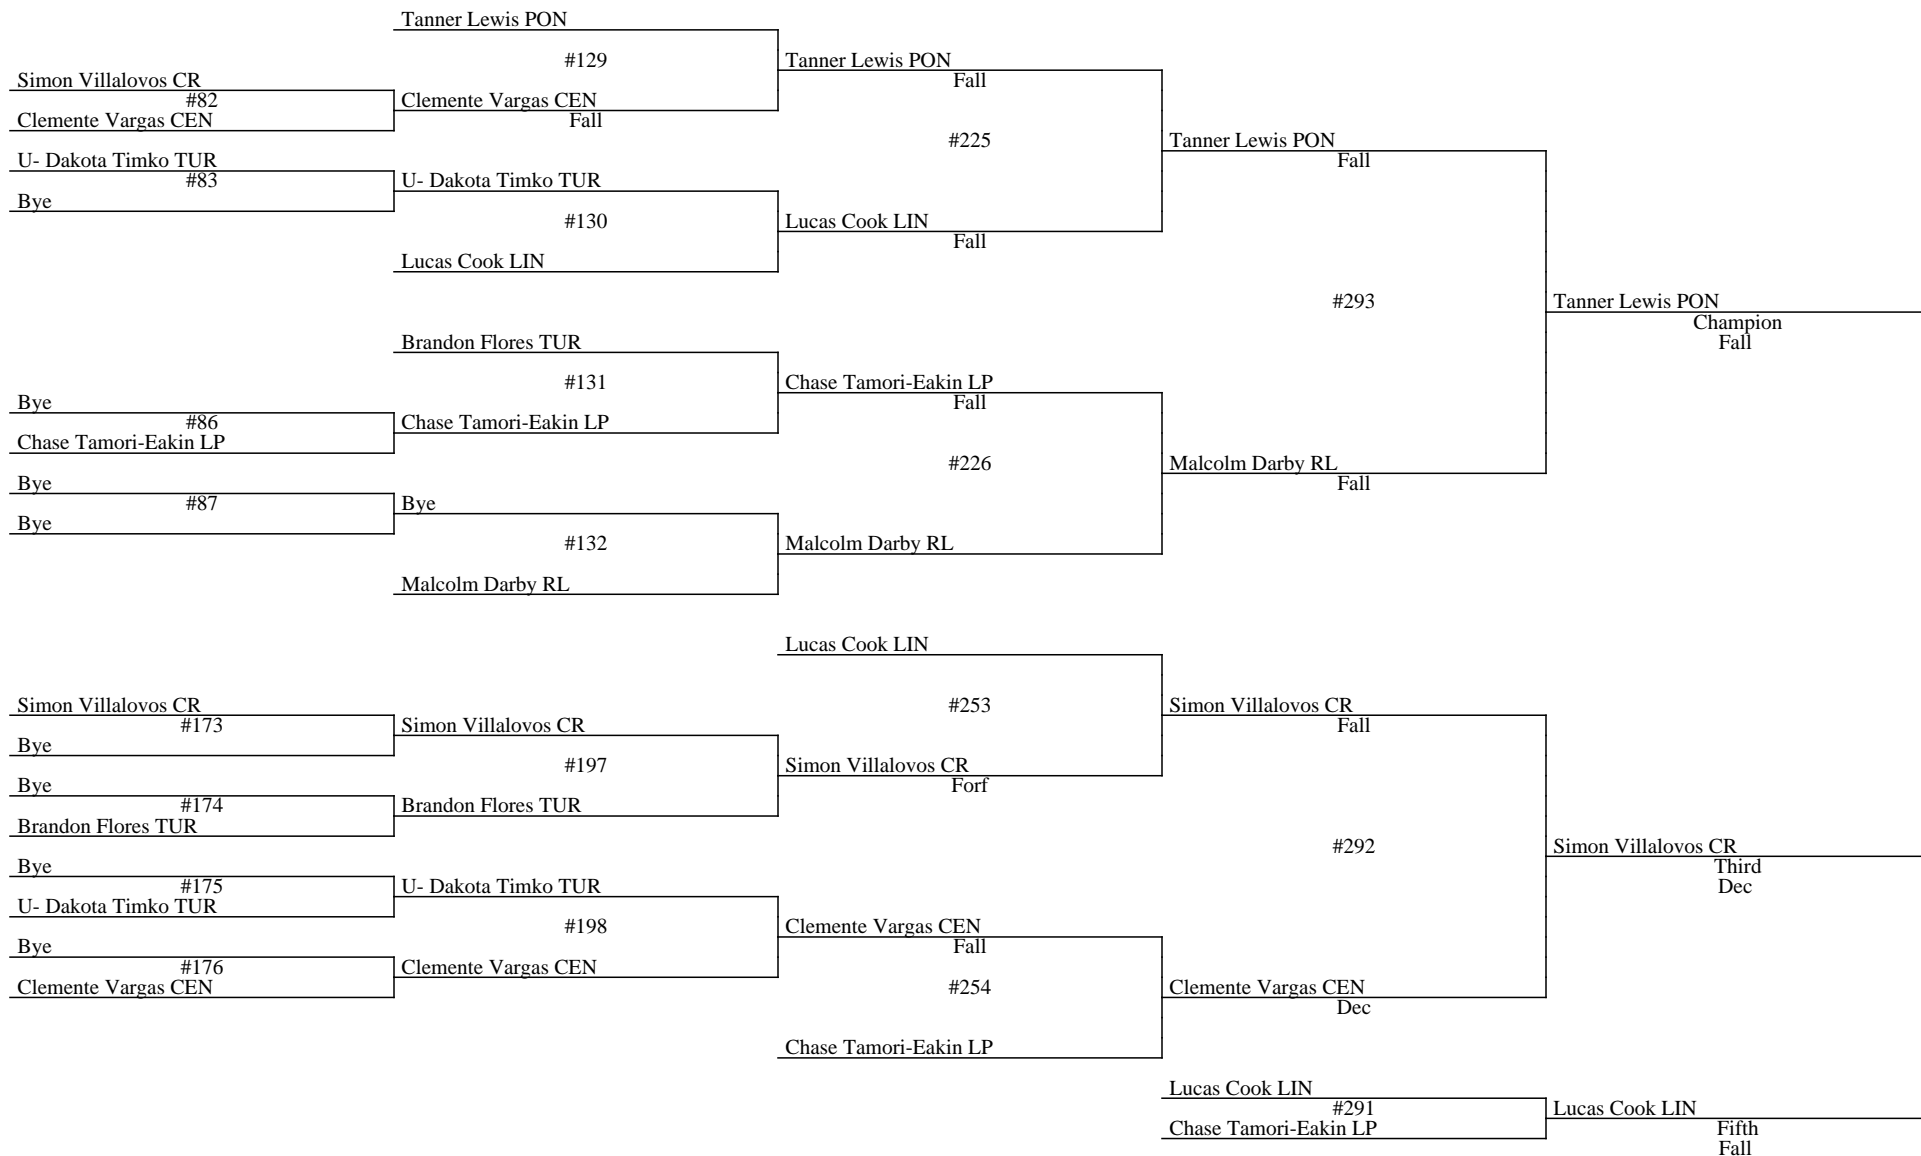 Tanner Lewis PON
#129
Tanner Lewis PON
Fall
Simon Villalovos CR
#82
Clemente Vargas CEN
Clemente Vargas CEN
Fall
#225
Tanner Lewis PON
Fall
U- Dakota Timko TUR
#83
Bye
U- Dakota Timko TUR
#130
Lucas Cook LIN
Fall
Lucas Cook LIN
#293
Tanner Lewis PON
Champion
Fall
Brandon Flores TUR
#131
Chase Tamori-Eakin LP
Fall
Bye
#86
Chase Tamori-Eakin LP
Chase Tamori-Eakin LP
#226
Malcolm Darby RL
Fall
Bye
#87
Bye
Bye
#132
Malcolm Darby RL
Malcolm Darby RL
Lucas Cook LIN
#253
Simon Villalovos CR
Fall
Simon Villalovos CR
#173
Bye
Simon Villalovos CR
#197
Simon Villalovos CR
Forf
Bye
#174
Brandon Flores TUR
Brandon Flores TUR
#292
Simon Villalovos CR
Third
Dec
Bye
#175
U- Dakota Timko TUR
U- Dakota Timko TUR
#198
Clemente Vargas CEN
Fall
Bye
#176
Clemente Vargas CEN
Clemente Vargas CEN
#254
Clemente Vargas CEN
Dec
Chase Tamori-Eakin LP
Lucas Cook LIN
#291
Chase Tamori-Eakin LP
Lucas Cook LIN
Fifth
Fall